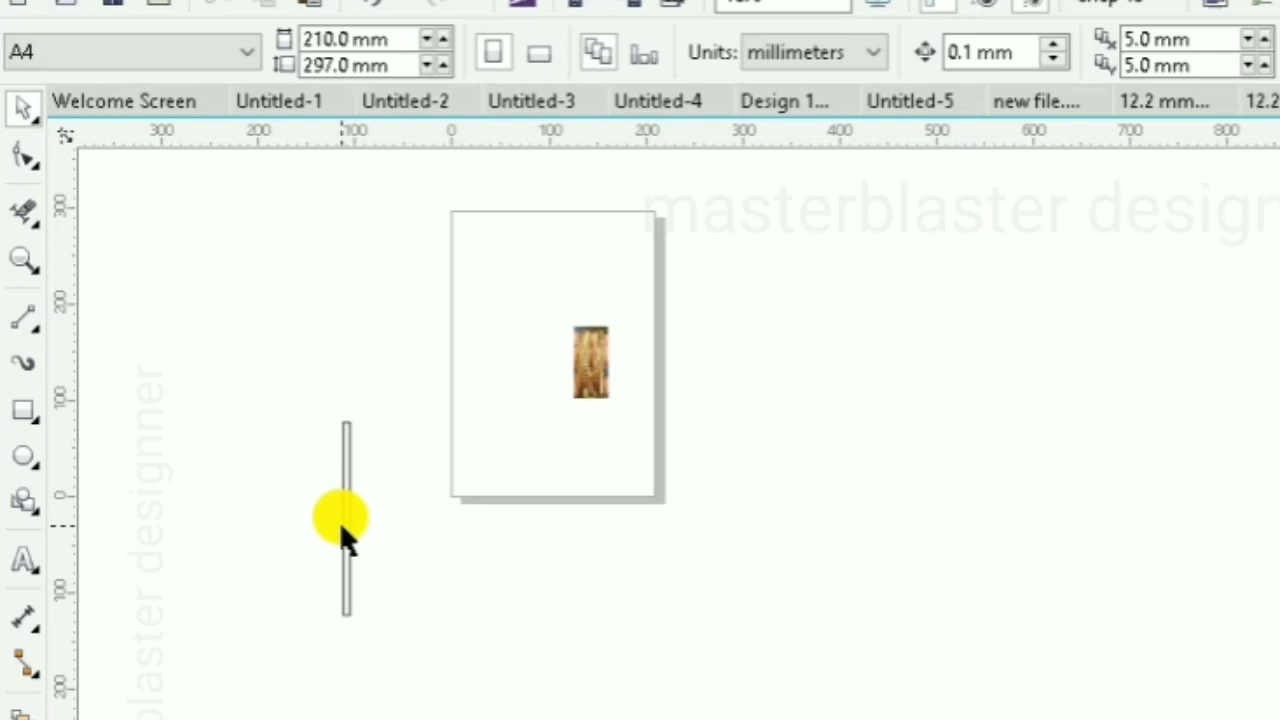 A4
210.0 mm
297.0 mm
Units: millimeters
0.1 mm
5.0 mm
5.0 mm
Welcome Screen Untitled-1 Untitled-2 Untitled-3 Untitled-4 Design 1... Untitled-5 new file.... 12.2 mm... 12.2
300 200 100 0 100 200 300 400 500 600 700 800
masterblaster design
300
200
100
0
100
200
blaster designner